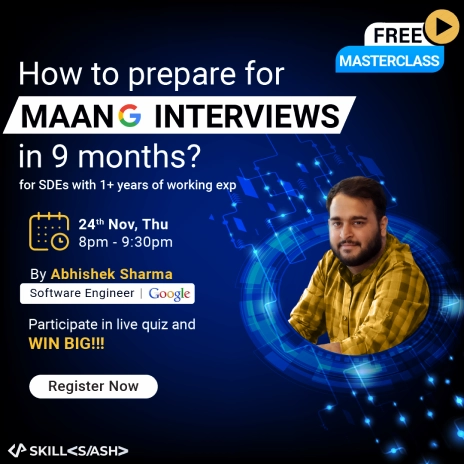 FREE
MASTERCLASS
How to prepare for
MAANG INTERVIEWS
in 9 months?
for SDEs with 1+ years of working exp
24th Nov, Thu
8pm - 9:30pm
By Abhishek Sharma
Software Engineer | Google
Participate in live quiz and
WIN BIG!!!
Register Now
SKILL<S/ASH>